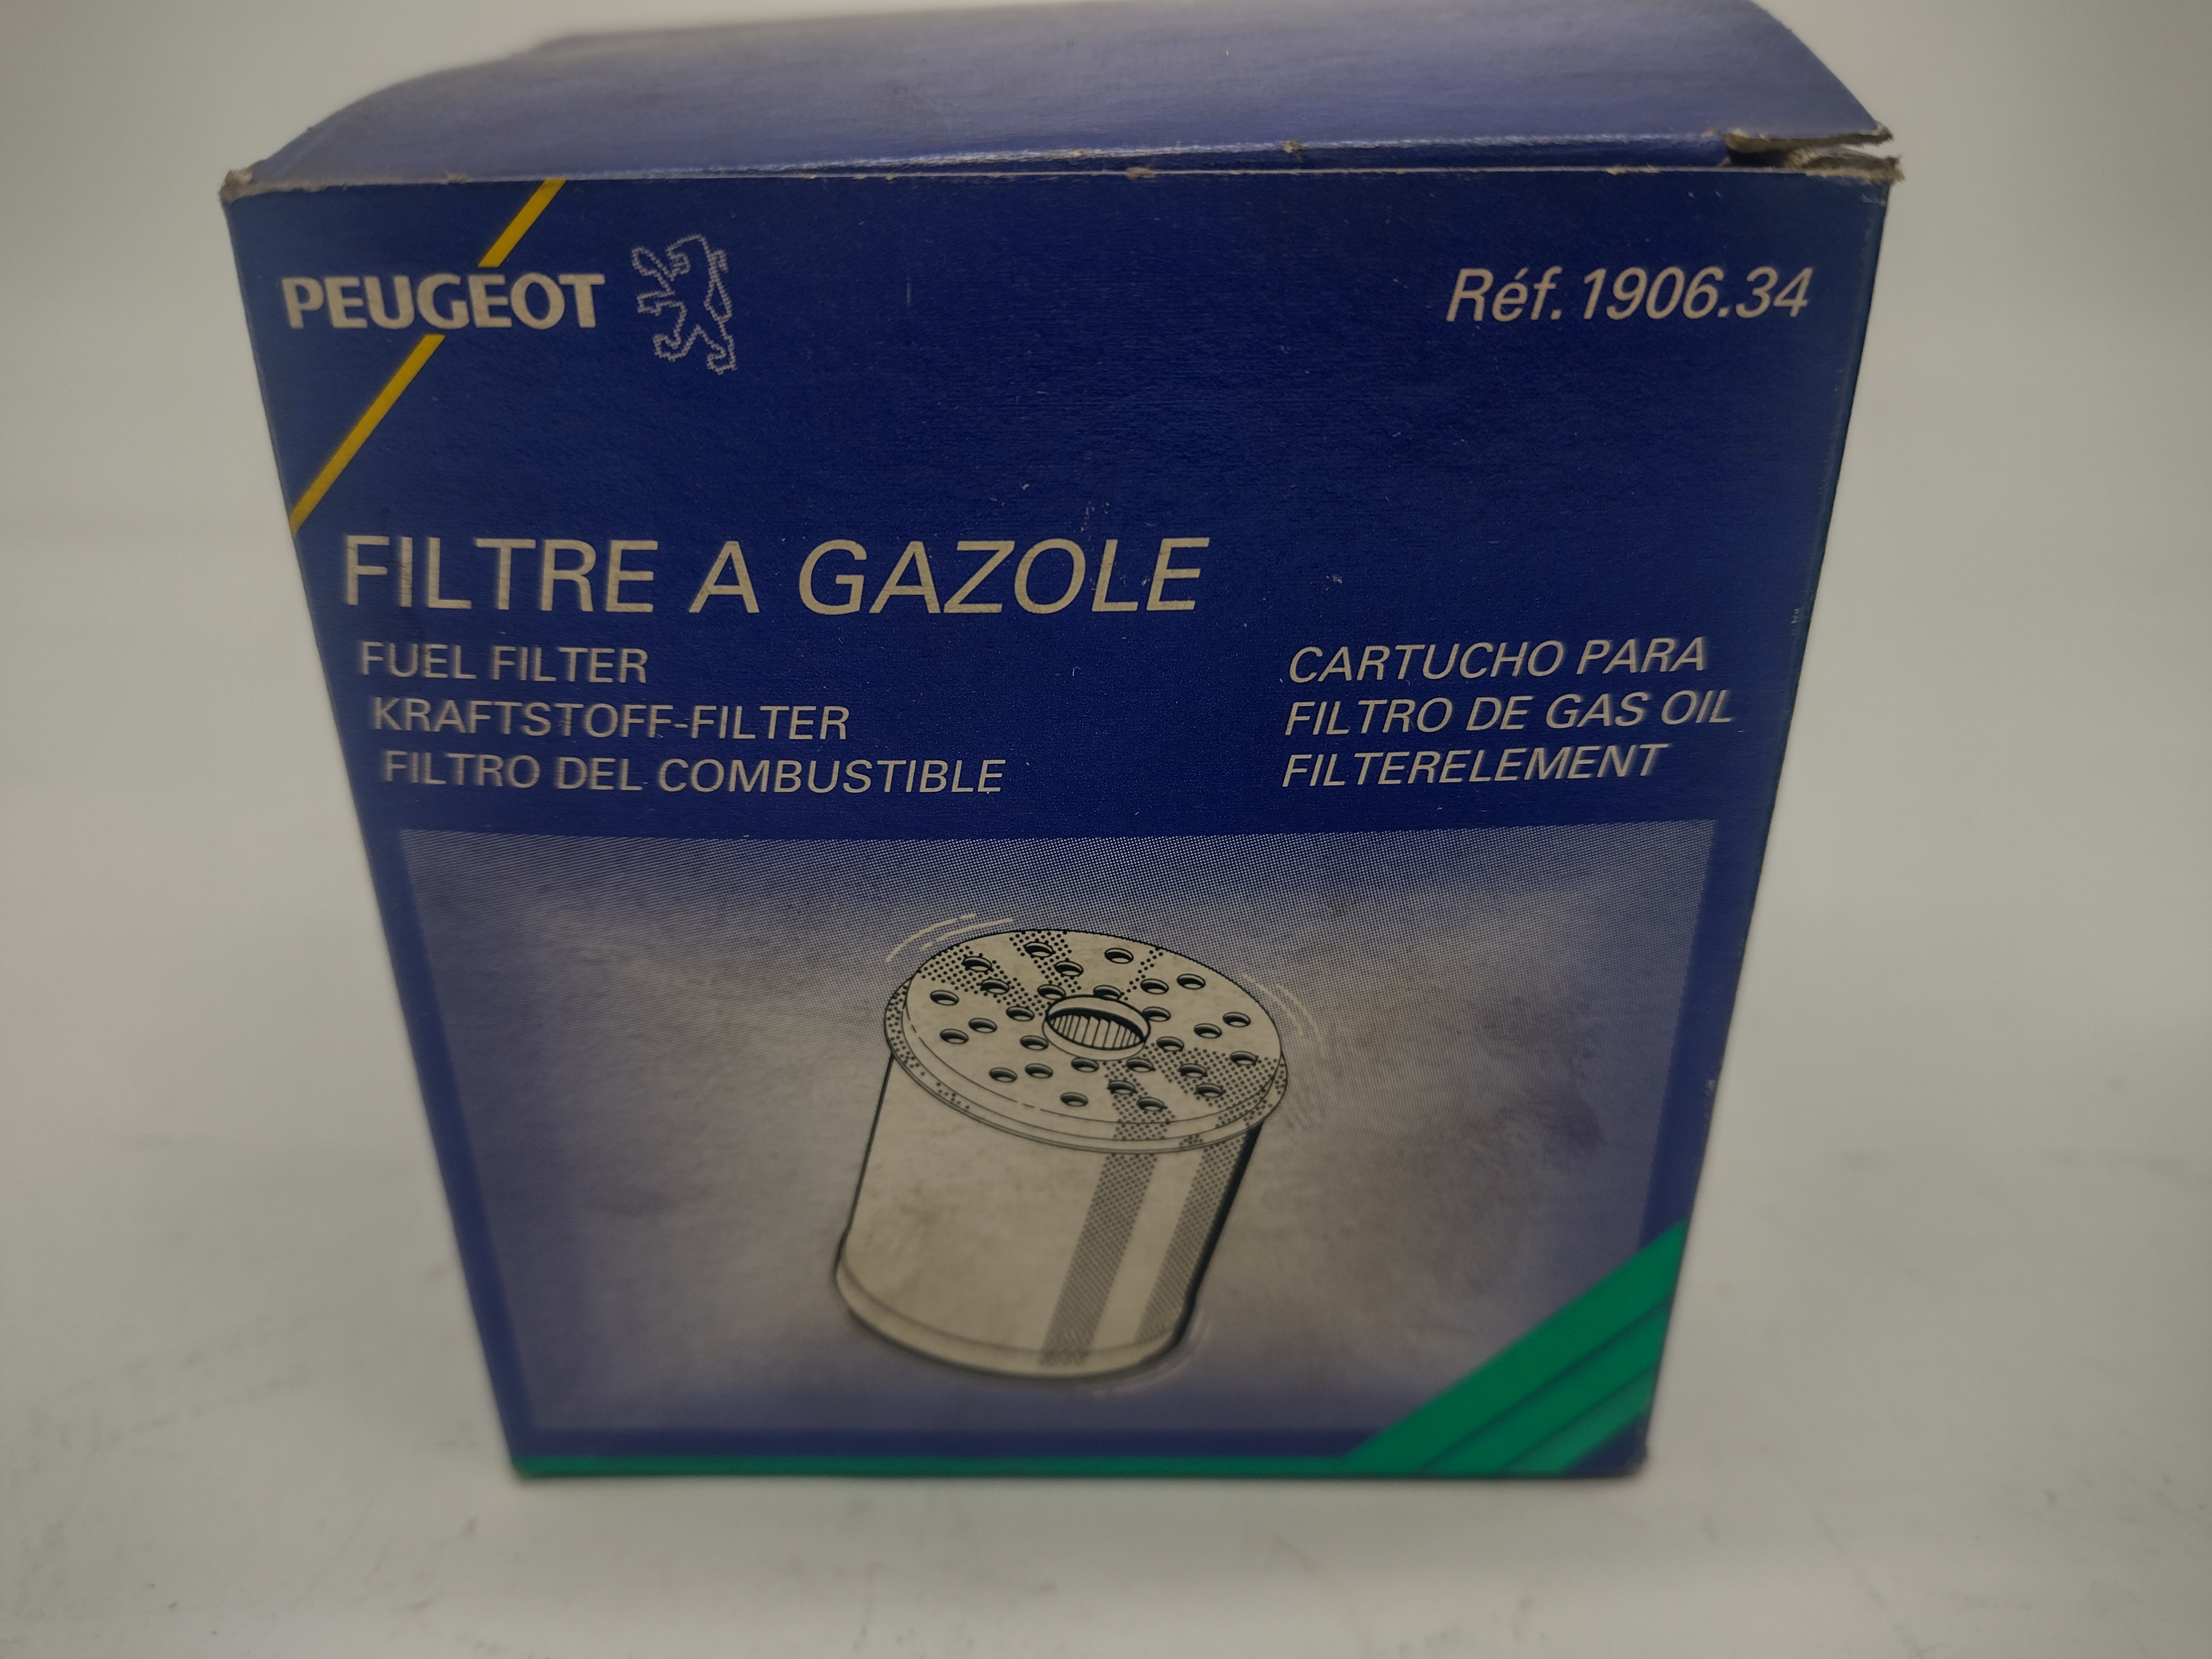 PEUGEOT
Réf.1906.34
FILTRE A GAZOLE
FUEL FILTER
KRAFTSTOFF-FILTER
FILTRO DEL COMBUSTIBLE
CARTUCHO PARA
FILTRO DE GAS OIL
FILTERELEMENT